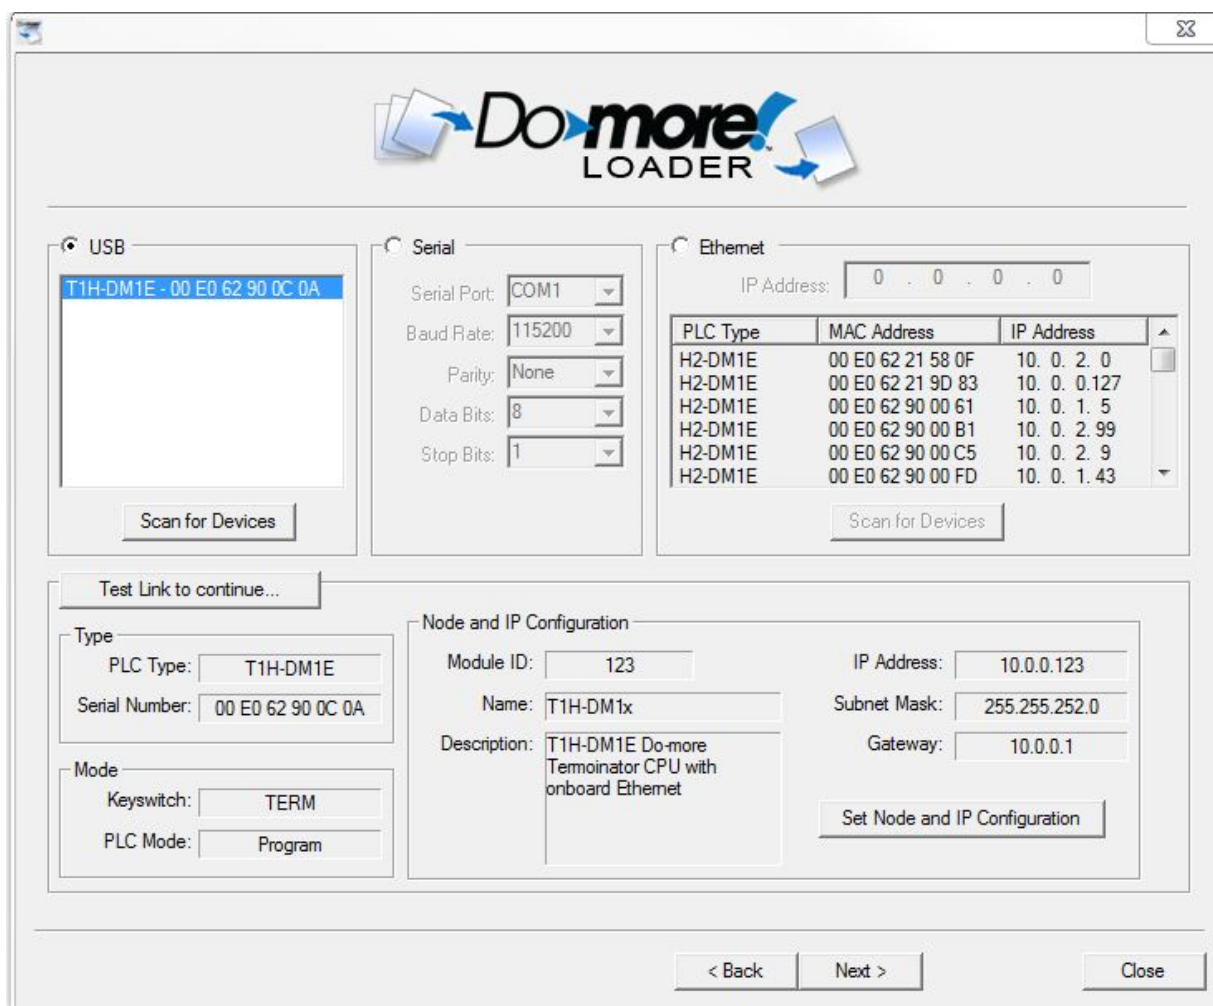 Do more!™
LOADER
USB
T1H-DM1E - 00 E0 62 90 0C 0A
Scan for Devices
Serial
Serial Port: COM1
Baud Rate: 115200
Parity: None
Data Bits: 8
Stop Bits: 1
Ethernet
IP Address: 0 . 0 . 0 . 0
PLC Type MAC Address IP Address
H2-DM1E 00 E0 62 21 58 0F 10. 0. 2. 0
H2-DM1E 00 E0 62 21 9D 83 10. 0. 0.127
H2-DM1E 00 E0 62 90 00 61 10. 0. 1. 5
H2-DM1E 00 E0 62 90 00 B1 10. 0. 2. 99
H2-DM1E 00 E0 62 90 00 C5 10. 0. 2. 9
H2-DM1E 00 E0 62 90 00 FD 10. 0. 1. 43
Scan for Devices
Test Link to continue...
Type
PLC Type: T1H-DM1E
Serial Number: 00 E0 62 90 0C 0A
Mode
Keyswitch: TERM
PLC Mode: Program
Node and IP Configuration
Module ID: 123
Name: T1H-DM1x
Description: T1H-DM1E Do-more
Termoinator CPU with
onboard Ethernet
IP Address: 10.0.0.123
Subnet Mask: 255.255.252.0
Gateway: 10.0.0.1
Set Node and IP Configuration
< Back
Next >
Close